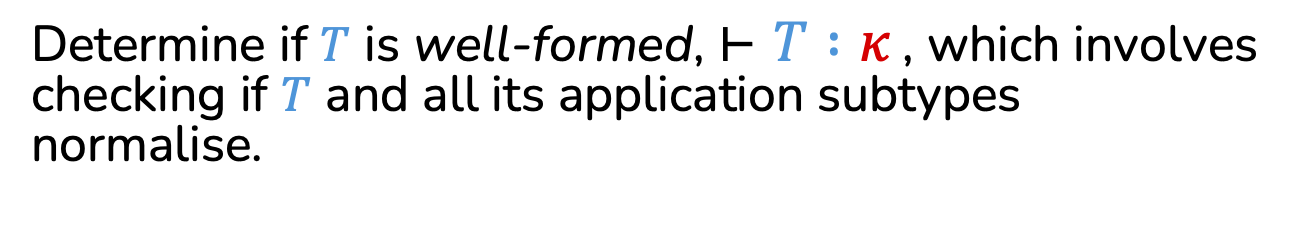 Determine if T is well-formed, ⊢ T : κ , which involves
checking if T and all its application subtypes
normalise.